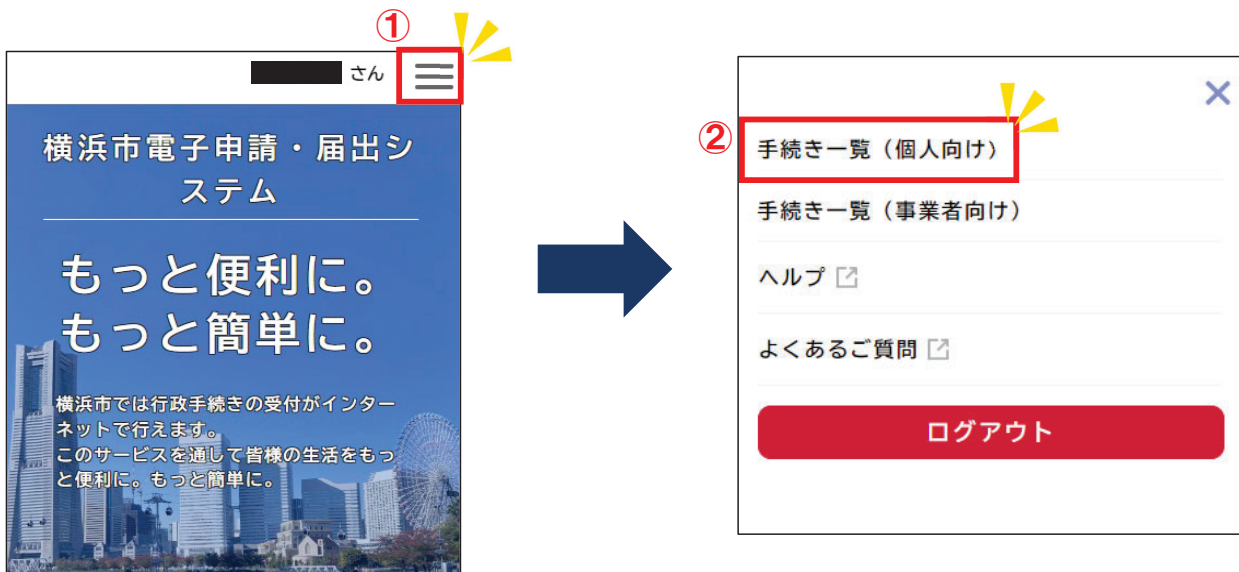 ①
さん
横浜市電子申請・届出シ
ステム
もっと便利に。
もっと簡単に。
横浜市では行政手続きの受付がインター
ネットで行えます。
このサービスを通して皆様の生活をもっ
と便利に。もっと簡単に。
②
手続き一覧（個人向け）
手続き一覧（事業者向け）
ヘルプ
よくあるご質問
ログアウト